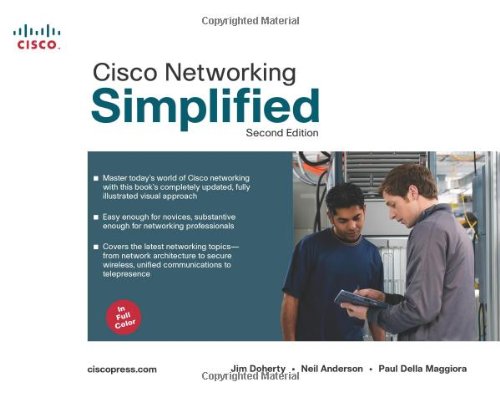 Copyrighted Material
CISCO.
Cisco Networking
Simplified
Second Edition
Master today's world of Cisco networking
with this book's completely updated, fully
illustrated visual approach
Easy enough for novices, substantive
enough for networking professionals
Covers the latest networking topics—
from network architecture to secure
wireless, unified communications to
telepresence
In
Full
Color
ciscopress.com
Jim Doherty • Neil Anderson • Paul Della Maggiora
Copyrighted Material